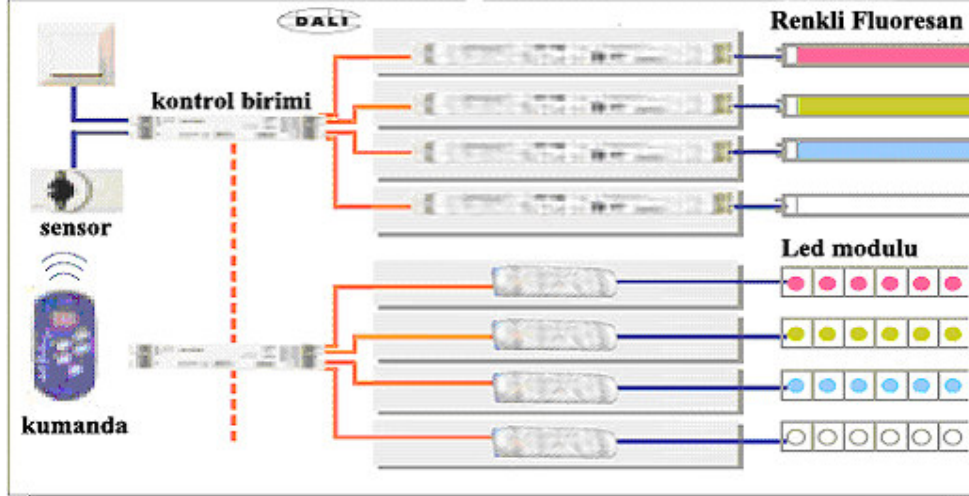 DALI
Renkli Fluoresan
kontrol birimi
sensor
Led modulu
kumanda